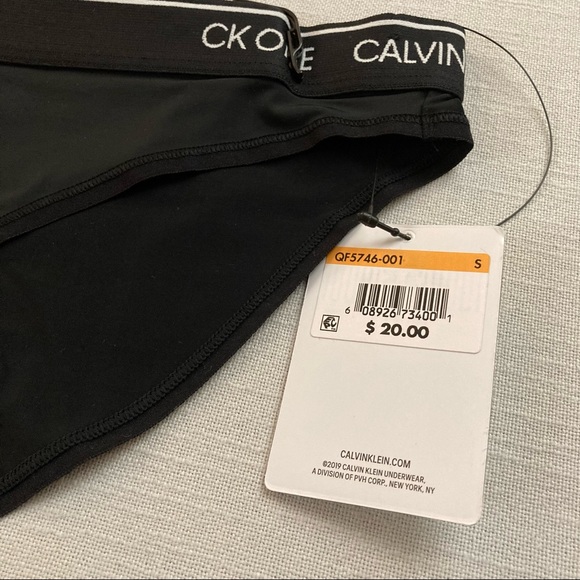 CK ONE CALVIN
QF5746-001 S
6 08926 73400 1
$ 20.00
CALVINKLEIN.COM
©2019 CALVIN KLEIN UNDERWEAR,
A DIVISION OF PVH CORP., NEW YORK, NY